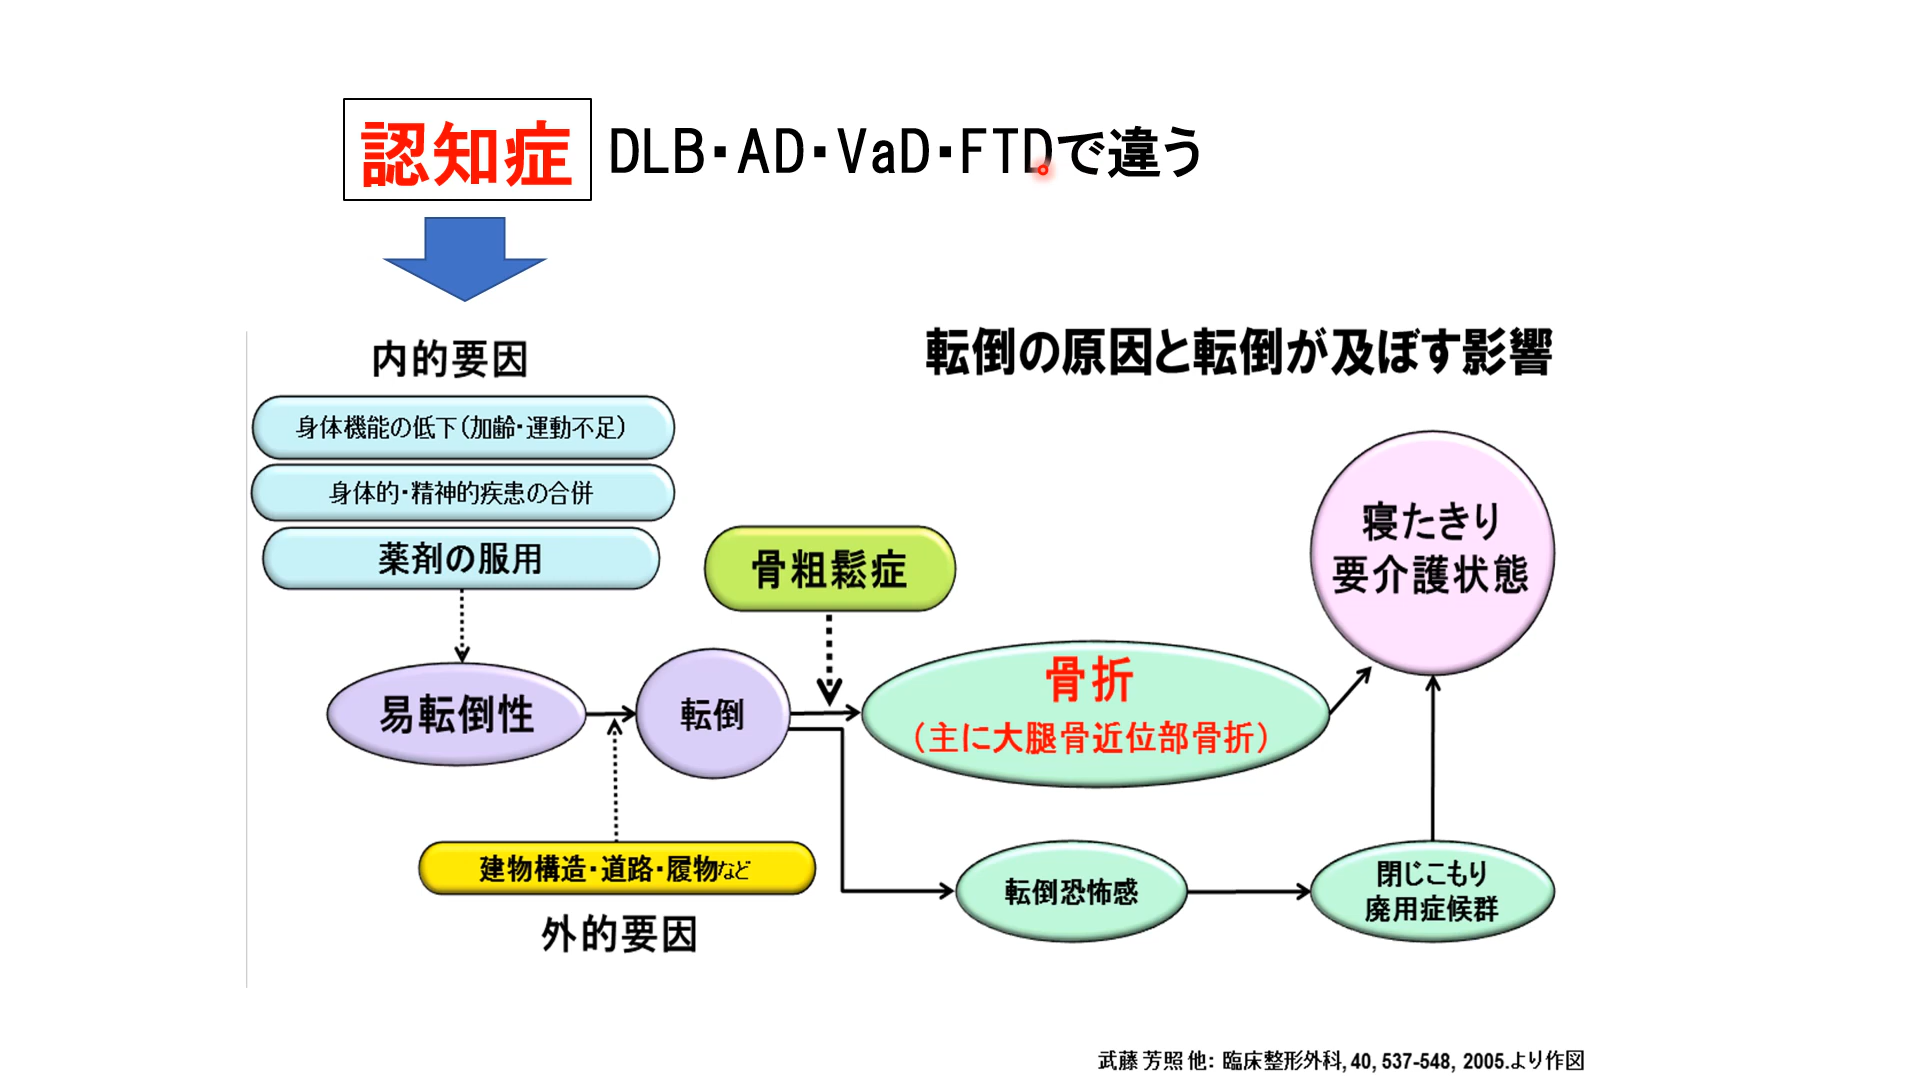 認知症
DLB・AD・VaD・FTDで違う
転倒の原因と転倒が及ぼす影響
内的要因
身体機能の低下(加齢・運動不足)
身体的・精神的疾患の合併
薬剤の服用
骨粗鬆症
寝たきり
要介護状態
易転倒性
転倒
骨折
(主に大腿骨近位部骨折)
建物構造・道路・履物など
外的要因
転倒恐怖感
閉じこもり
廃用症候群
武藤 芳照 他: 臨床整形外科, 40, 537-548, 2005.より作図